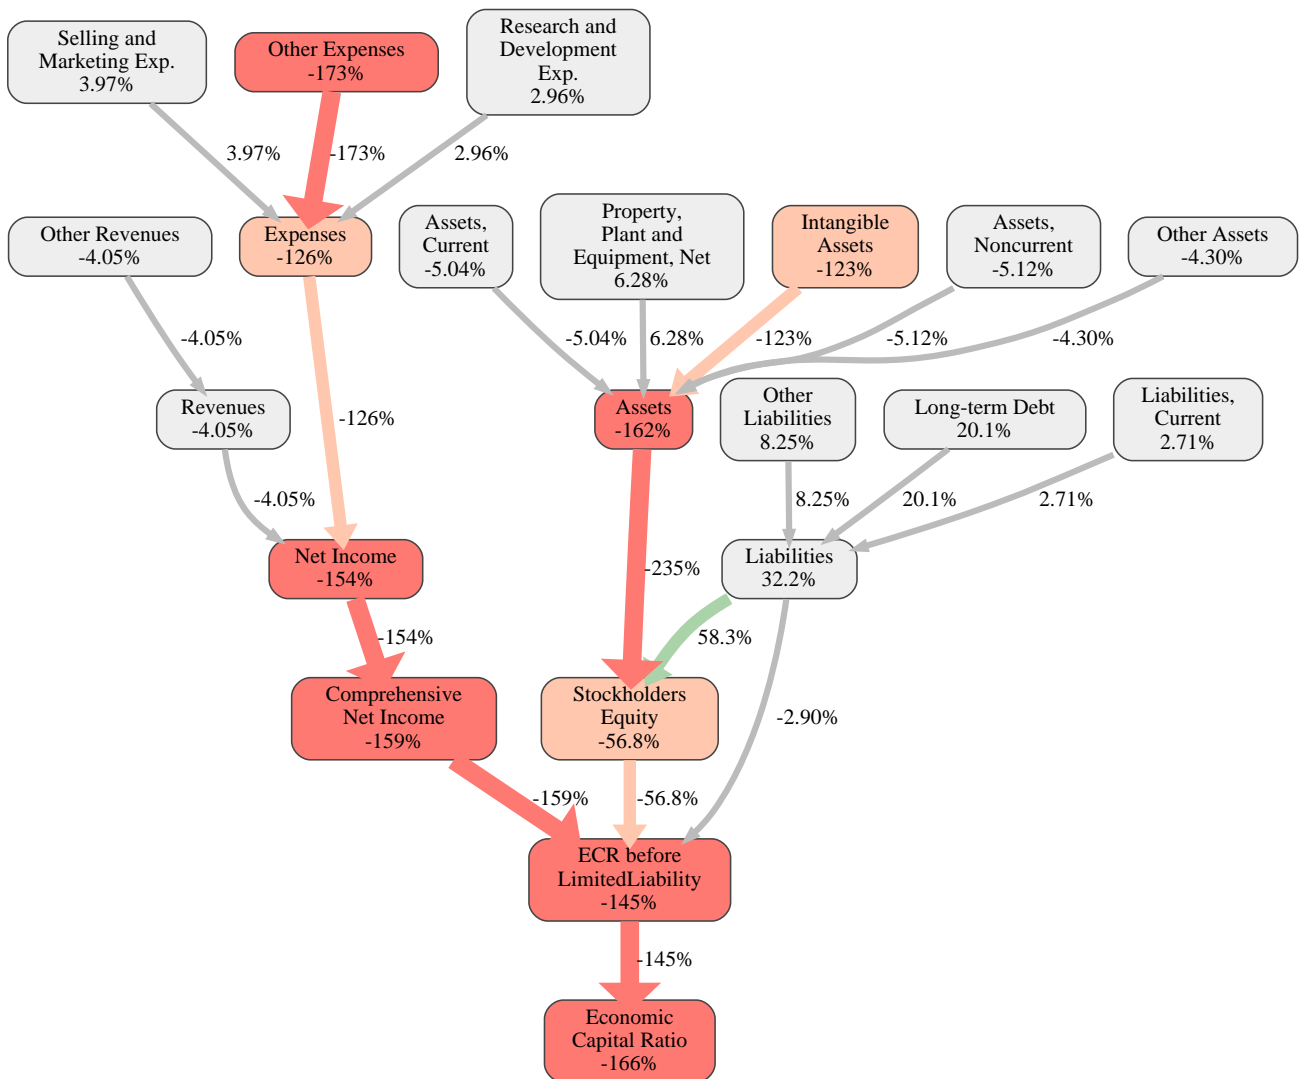 Selling and
Marketing Exp.
3.97%
Other Expenses
-173%
Research and
Development
Exp.
2.96%
3.97%
-173%
2.96%
Other Revenues
-4.05%
Expenses
-126%
Assets,
Current
-5.04%
Property,
Plant and
Equipment, Net
6.28%
Intangible
Assets
-123%
Assets,
Noncurrent
-5.12%
Other Assets
-4.30%
-4.05%
-5.04%
6.28%
-123%
-5.12%
-4.30%
Revenues
-4.05%
-126%
Assets
-162%
Other
Liabilities
8.25%
Long-term Debt
20.1%
Liabilities,
Current
2.71%
-4.05%
8.25%
20.1%
2.71%
Net Income
-154%
-235%
Liabilities
32.2%
-154%
58.3%
Comprehensive
Net Income
-159%
Stockholders
Equity
-56.8%
-2.90%
-159%
-56.8%
ECR before
LimitedLiability
-145%
-145%
Economic
Capital Ratio
-166%